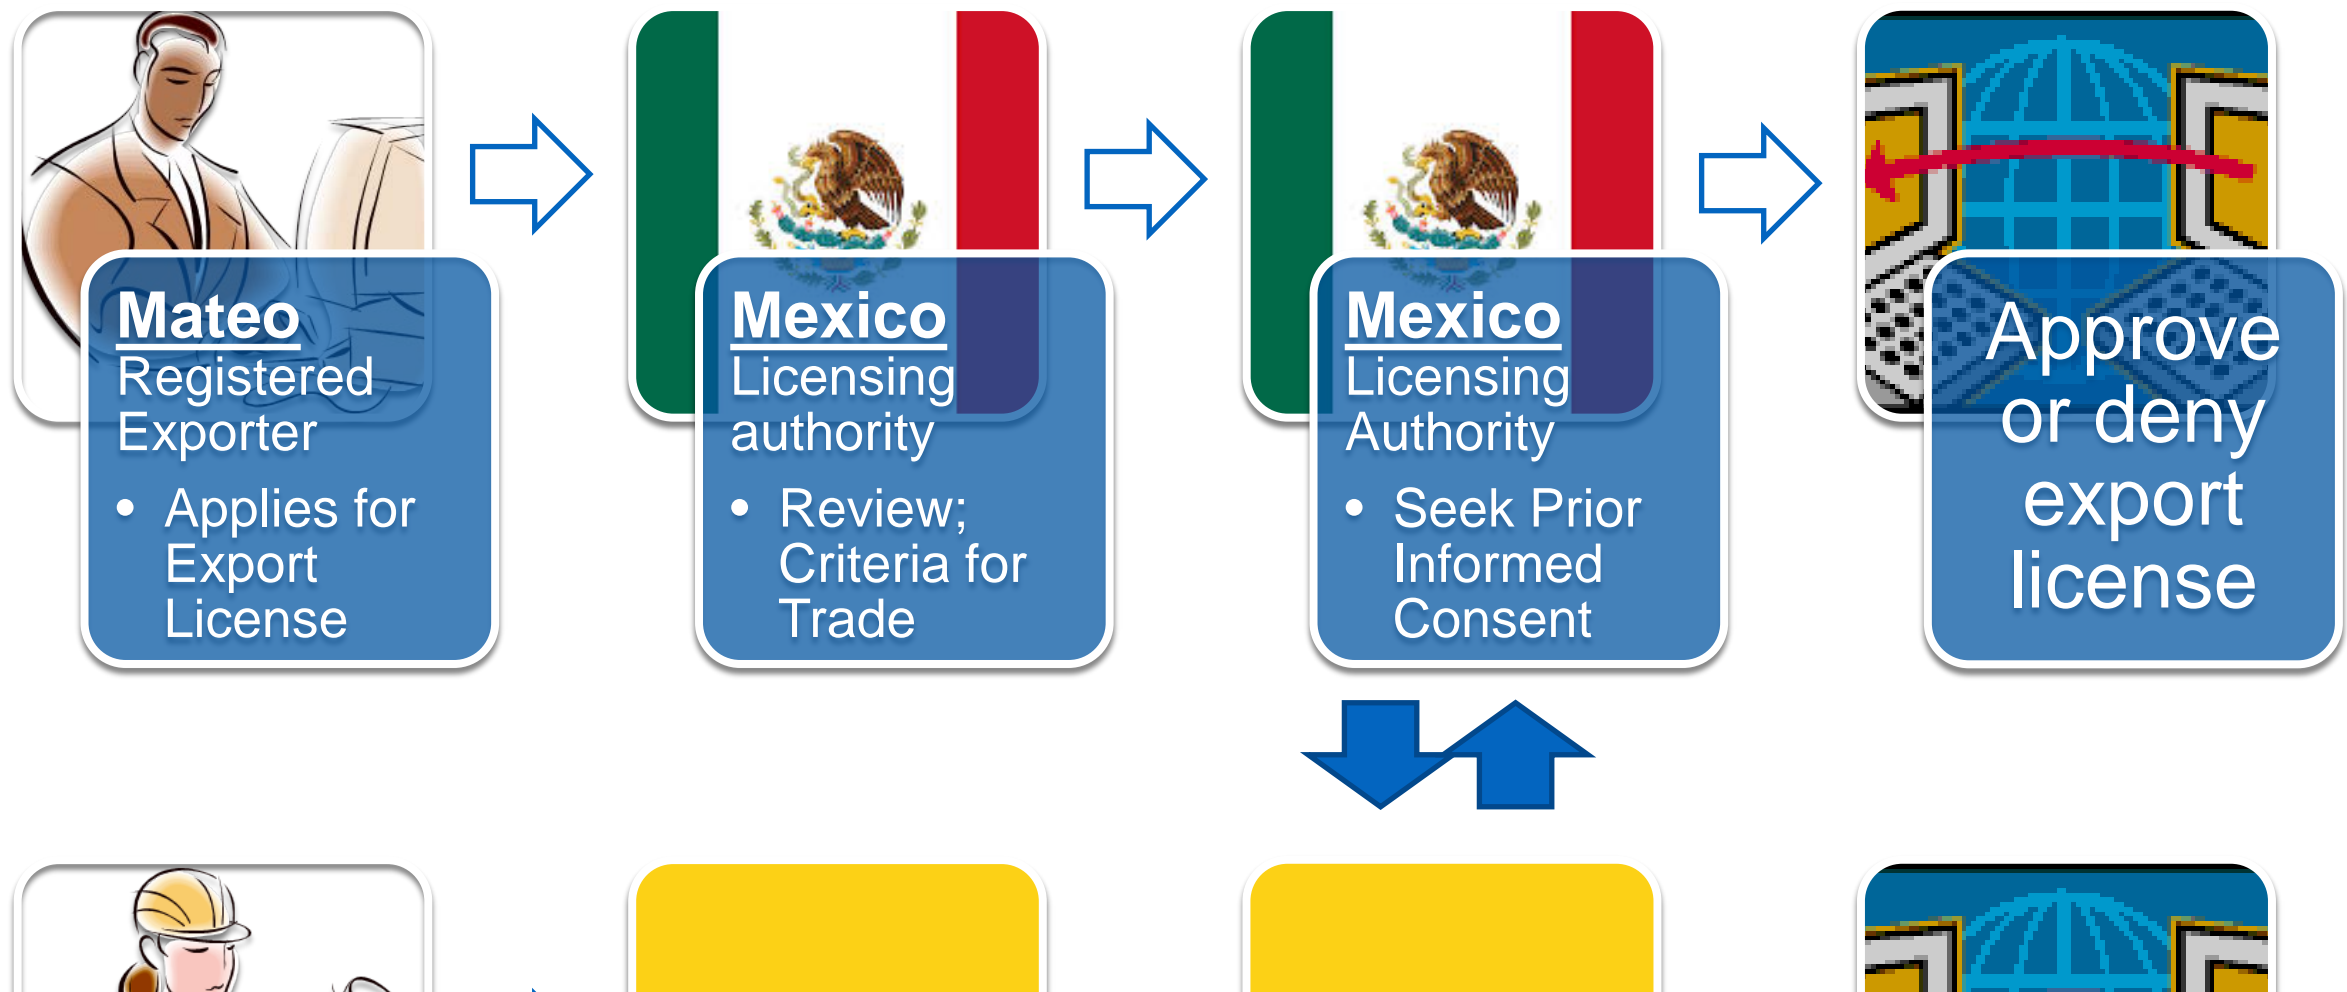 Mateo
Registered
Exporter
• Applies for
Export
License
Mexico
Licensing
authority
• Review;
Criteria for
Trade
Mexico
Licensing
Authority
• Seek Prior
Informed
Consent
Approve
or deny
export
license